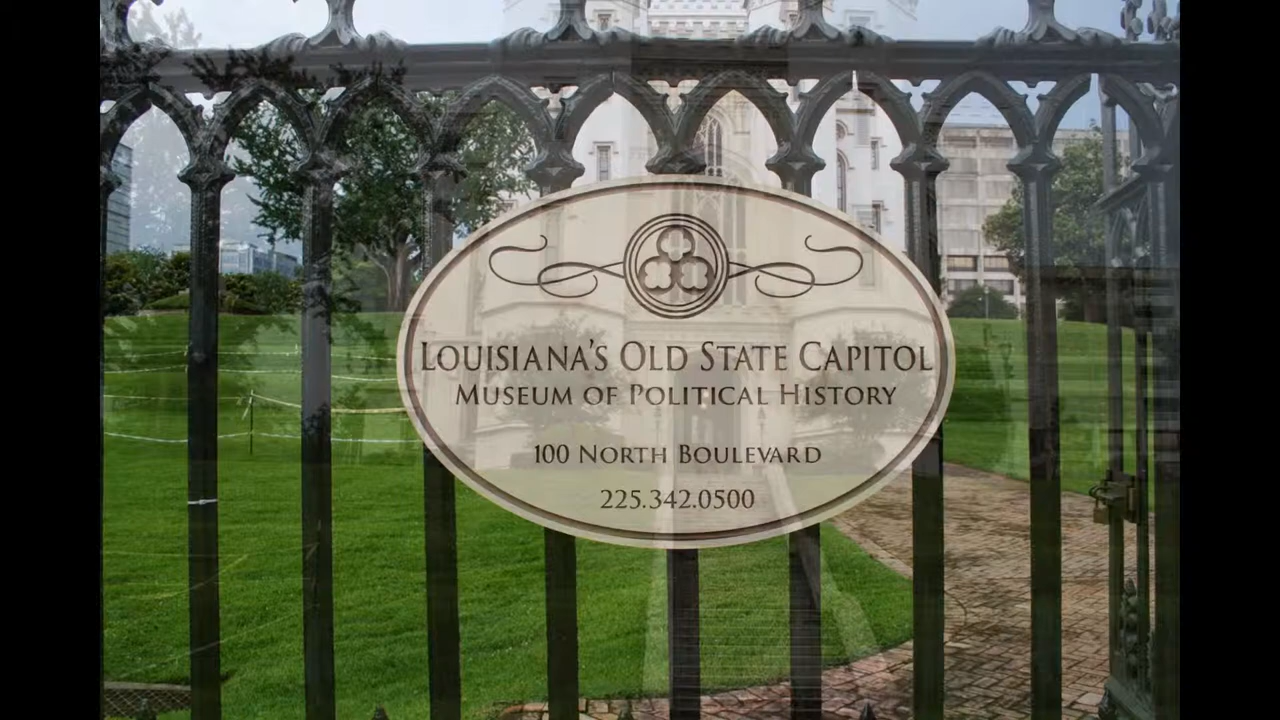 Louisiana's Old State Capitol
Museum of Political History
100 North Boulevard
225.342.0500